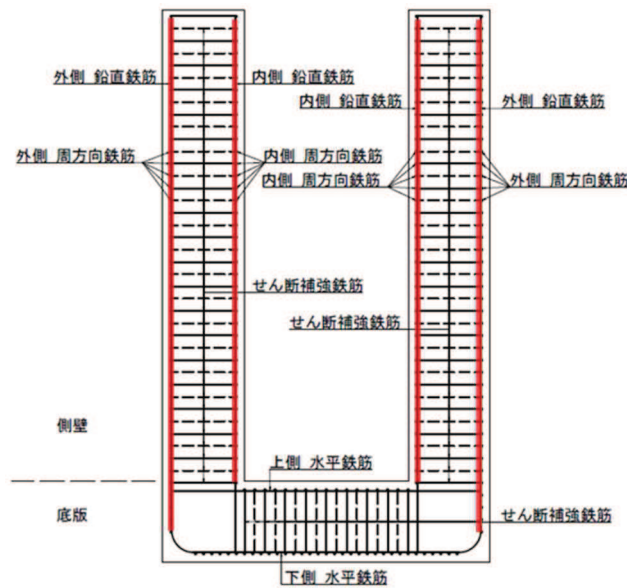 外側 鉛直鉄筋
内側 鉛直鉄筋
内側 鉛直鉄筋
外側 鉛直鉄筋
外側 周方向鉄筋
内側 周方向鉄筋
内側 周方向鉄筋
外側 周方向鉄筋
せん断補強鉄筋
せん断補強鉄筋
側壁
上側 水平鉄筋
底版
せん断補強鉄筋
下側 水平鉄筋